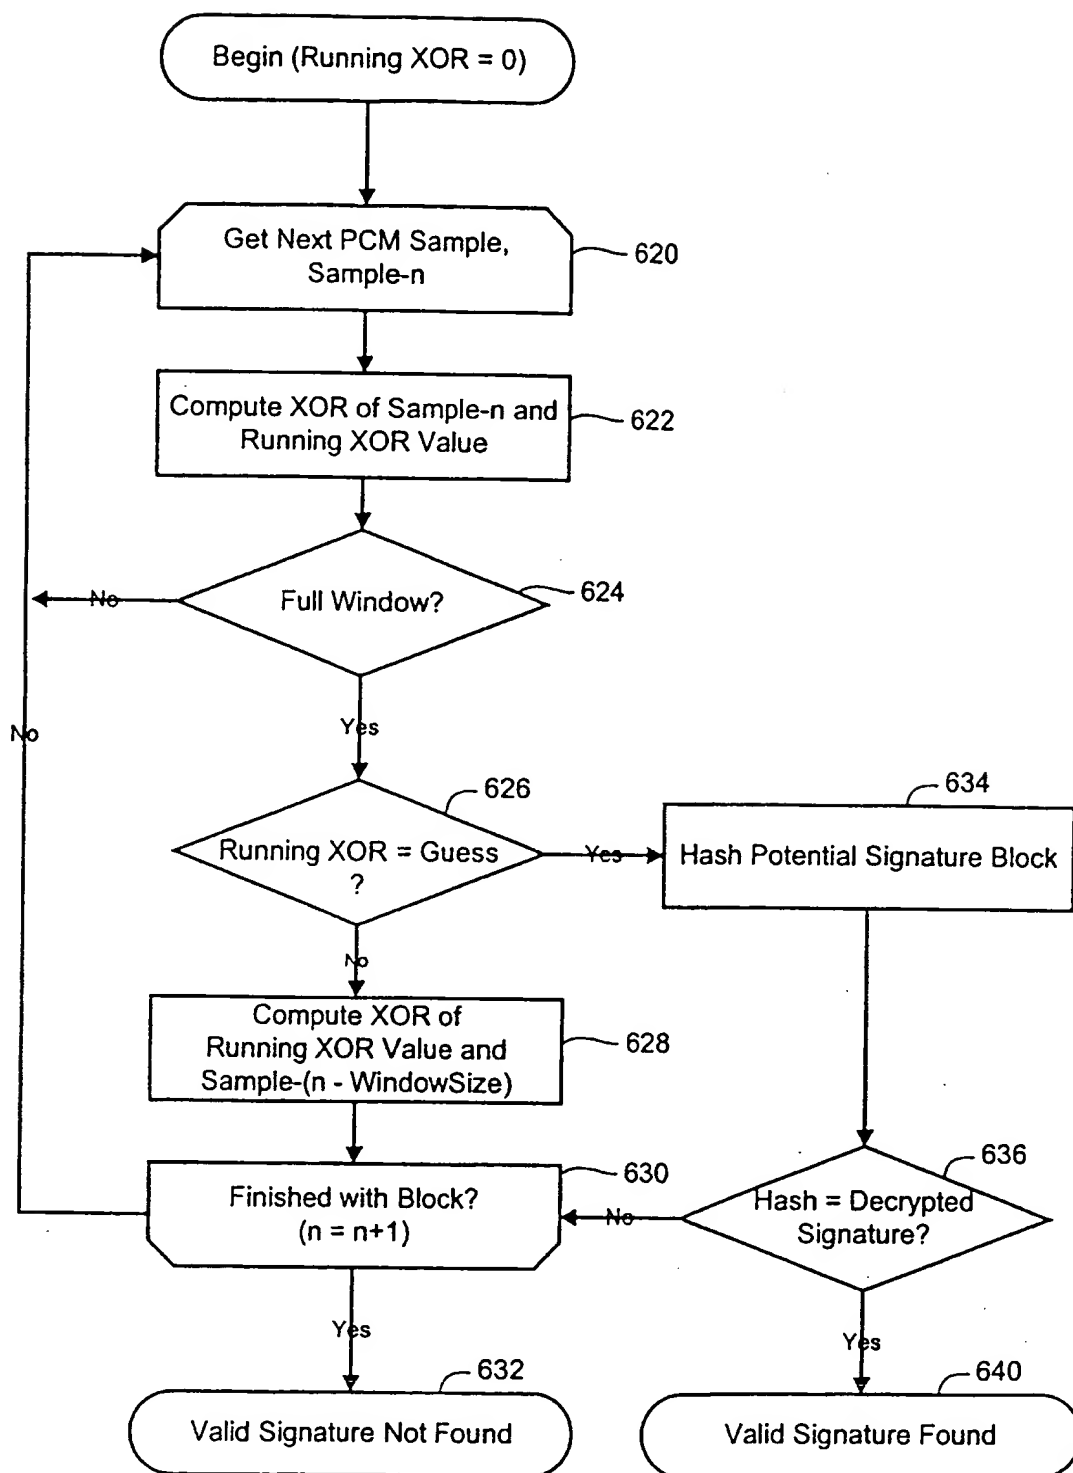 Begin (Running XOR = 0)
Get Next PCM Sample,
Sample-n
620
Compute XOR of Sample-n and
Running XOR Value
622
Full Window?
624
No
Yes
No
626
Running XOR = Guess
?
Yes
634
Hash Potential Signature Block
No
Compute XOR of
Running XOR Value and
Sample-(n - WindowSize)
628
Finished with Block?
(n = n+1)
630
No
636
Hash = Decrypted
Signature?
Yes
Yes
632
Valid Signature Not Found
640
Valid Signature Found